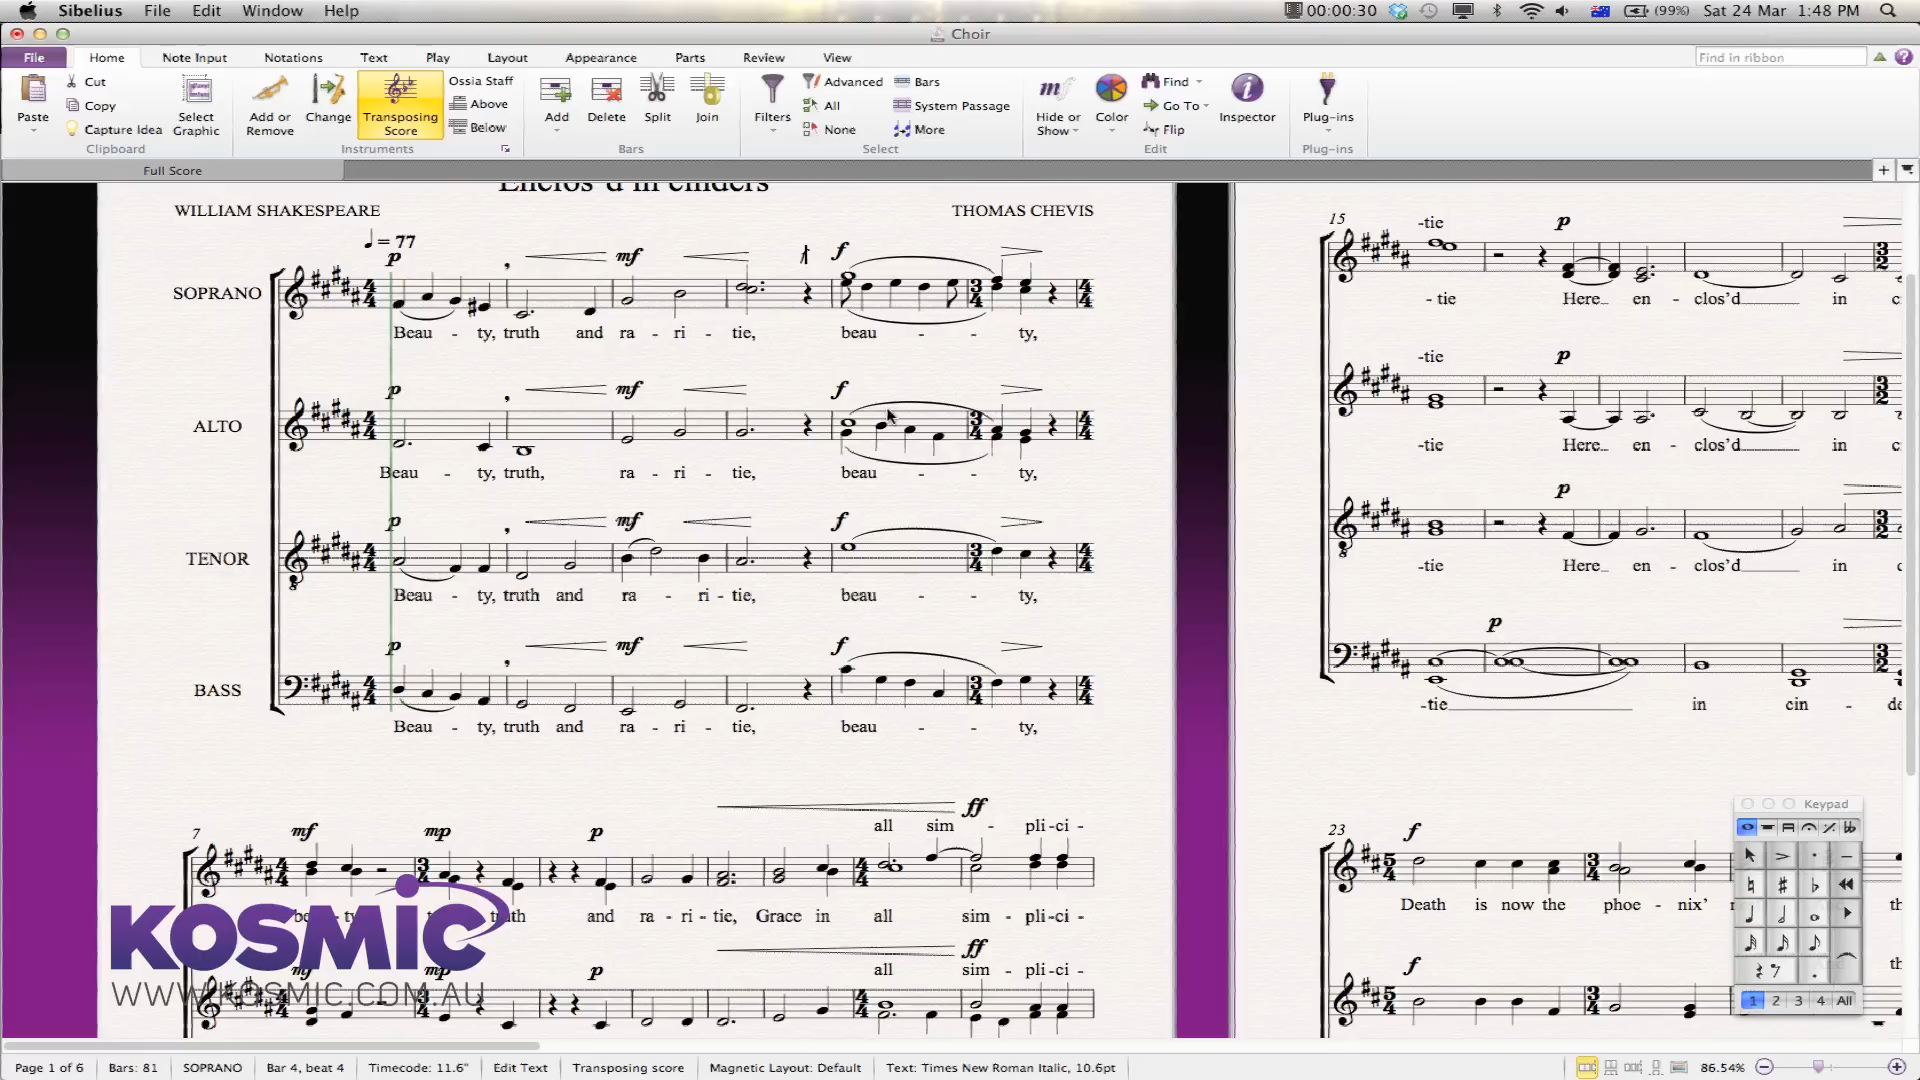 Sibelius File Edit Window Help 00:00:30 (99%) Sat 24 Mar 1:48 PM
Choir
File Home Note Input Notations Text Play Layout Appearance Parts Review View Find in ribbon
Paste Cut Copy Capture Idea Select Graphic Clipboard
Add or Remove Change Transposing Score Ossia Staff Above Below Instruments
Add Delete Split Join Bars
Filters Advanced All None Bars System Passage More Select
Hide or Show Color Find Go To Flip Inspector Edit
Plug-ins Plug-ins
Full Score
WILLIAM SHAKESPEARE THOMAS CHEVIS
= 77
p mf f
SOPRANO
Beau - ty, truth and ra - ri - tie, beau - - ty,
p mf f
ALTO
Beau - ty, truth, ra - ri - tie, beau - - ty,
p mf f
TENOR
Beau - ty, truth and ra - ri - tie, beau - - ty,
p mf f
BASS
Beau - ty, truth and ra - ri - tie, beau - - ty,
7 mf mp p ff
all sim - pli-ci -
and ra - ri - tie, Grace in all sim - pli-ci -
ff
mf mp p all sim - pli-ci -
KOSMIC
WWW.KOSMIC.COM.AU
15 -tie p
- tie Here en - clos'd in
-tie p
-tie Here en - clos'd in
p
-tie Here en - clos'd in
p
-tie in cin - de
23 f
Death is now the phoe - nix'
f
Keypad
1 2 3 4 All
Page 1 of 6 Bars: 81 SOPRANO Bar 4, beat 4 Timecode: 11.6" Edit Text Transposing score Magnetic Layout: Default Text: Times New Roman Italic, 10.6pt 86.54%